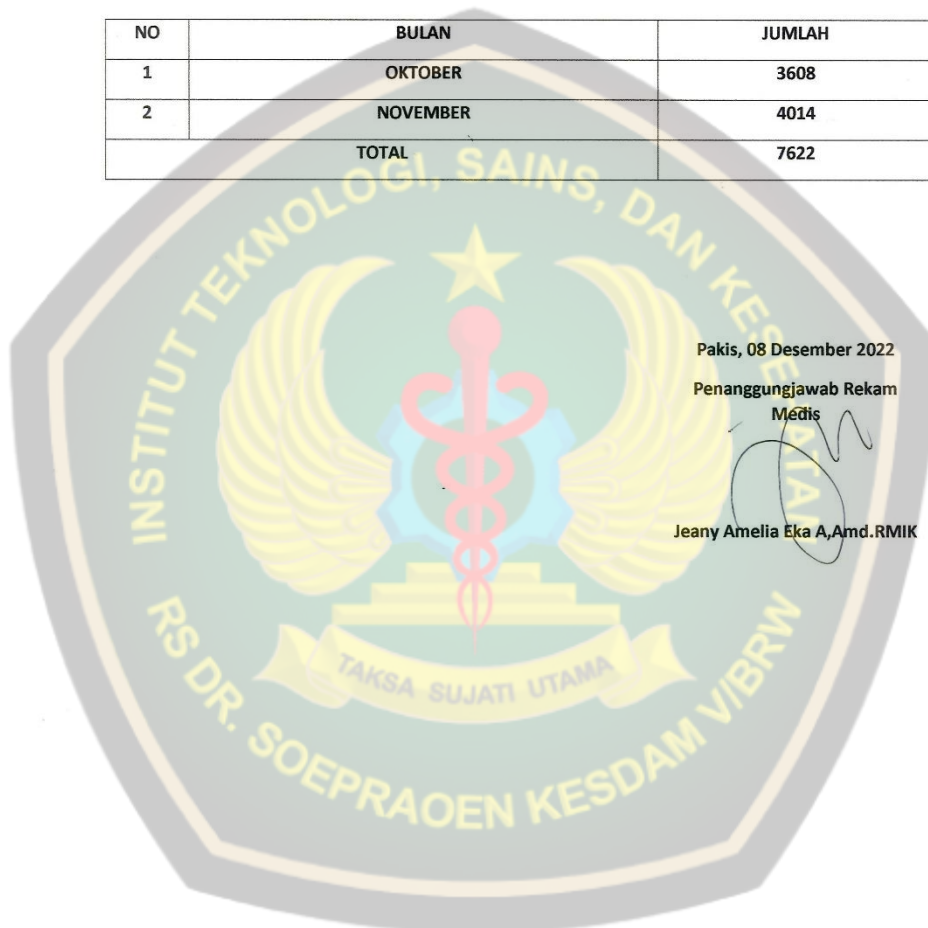 NO BULAN JUMLAH
1 OKTOBER 3608
2 NOVEMBER 4014
TOTAL 7622
INSTITUT TEKNOLOGI, SAINS, DAN KESEHATAN
Pakis, 08 Desember 2022
Penanggungjawab Rekam
Medis
Jeany Amelia Eka A,Amd.RMIK
TAKSA SUJATI UTAMA
RS DR. SOEPRAOEN KESDAM V/BRW